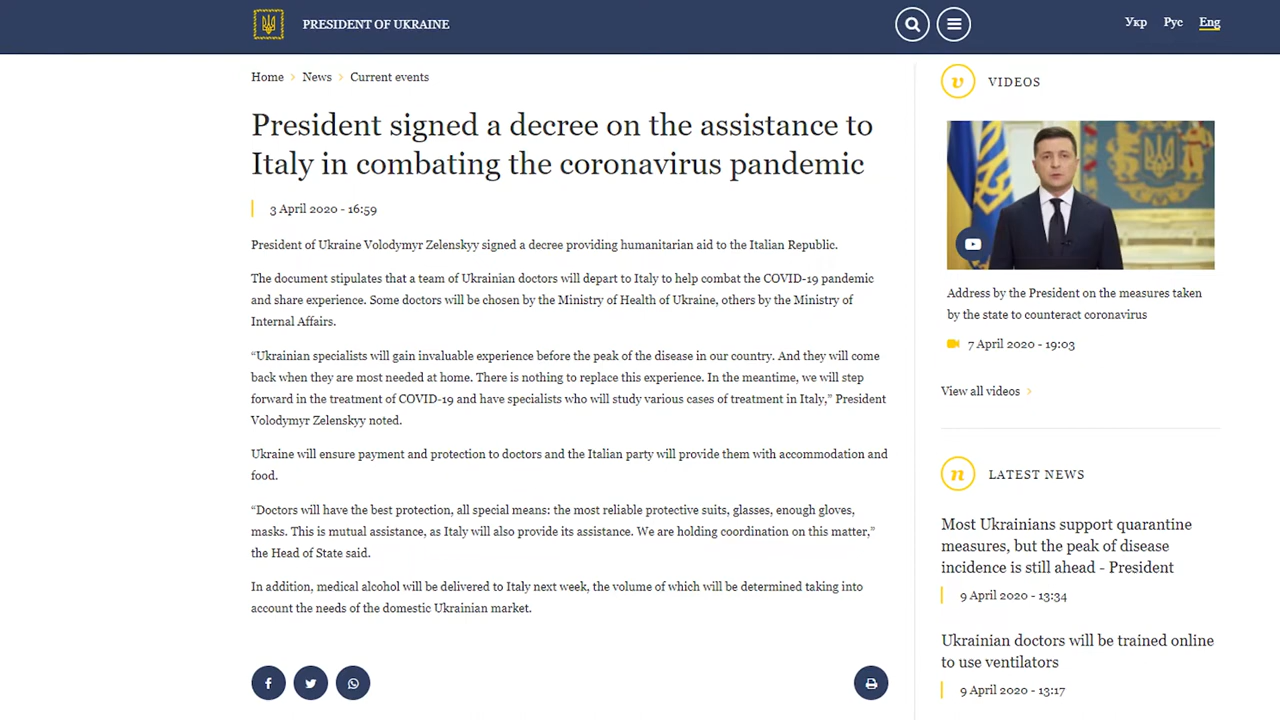 PRESIDENT OF UKRAINE
Укр Рус Eng
Home News Current events
President signed a decree on the assistance to
Italy in combating the coronavirus pandemic
3 April 2020 - 16:59
President of Ukraine Volodymyr Zelenskyy signed a decree providing humanitarian aid to the Italian Republic.
The document stipulates that a team of Ukrainian doctors will depart to Italy to help combat the COVID-19 pandemic
and share experience. Some doctors will be chosen by the Ministry of Health of Ukraine, others by the Ministry of
Internal Affairs.
“Ukrainian specialists will gain invaluable experience before the peak of the disease in our country. And they will come
back when they are most needed at home. There is nothing to replace this experience. In the meantime, we will step
forward in the treatment of COVID-19 and have specialists who will study various cases of treatment in Italy,” President
Volodymyr Zelenskyy noted.
Ukraine will ensure payment and protection to doctors and the Italian party will provide them with accommodation and
food.
“Doctors will have the best protection, all special means: the most reliable protective suits, glasses, enough gloves,
masks. This is mutual assistance, as Italy will also provide its assistance. We are holding coordination on this matter,”
the Head of State said.
In addition, medical alcohol will be delivered to Italy next week, the volume of which will be determined taking into
account the needs of the domestic Ukrainian market.
v VIDEOS
Address by the President on the measures taken
by the state to counteract coronavirus
7 April 2020 - 19:03
View all videos
n LATEST NEWS
Most Ukrainians support quarantine
measures, but the peak of disease
incidence is still ahead - President
9 April 2020 - 13:34
Ukrainian doctors will be trained online
to use ventilators
9 April 2020 - 13:17